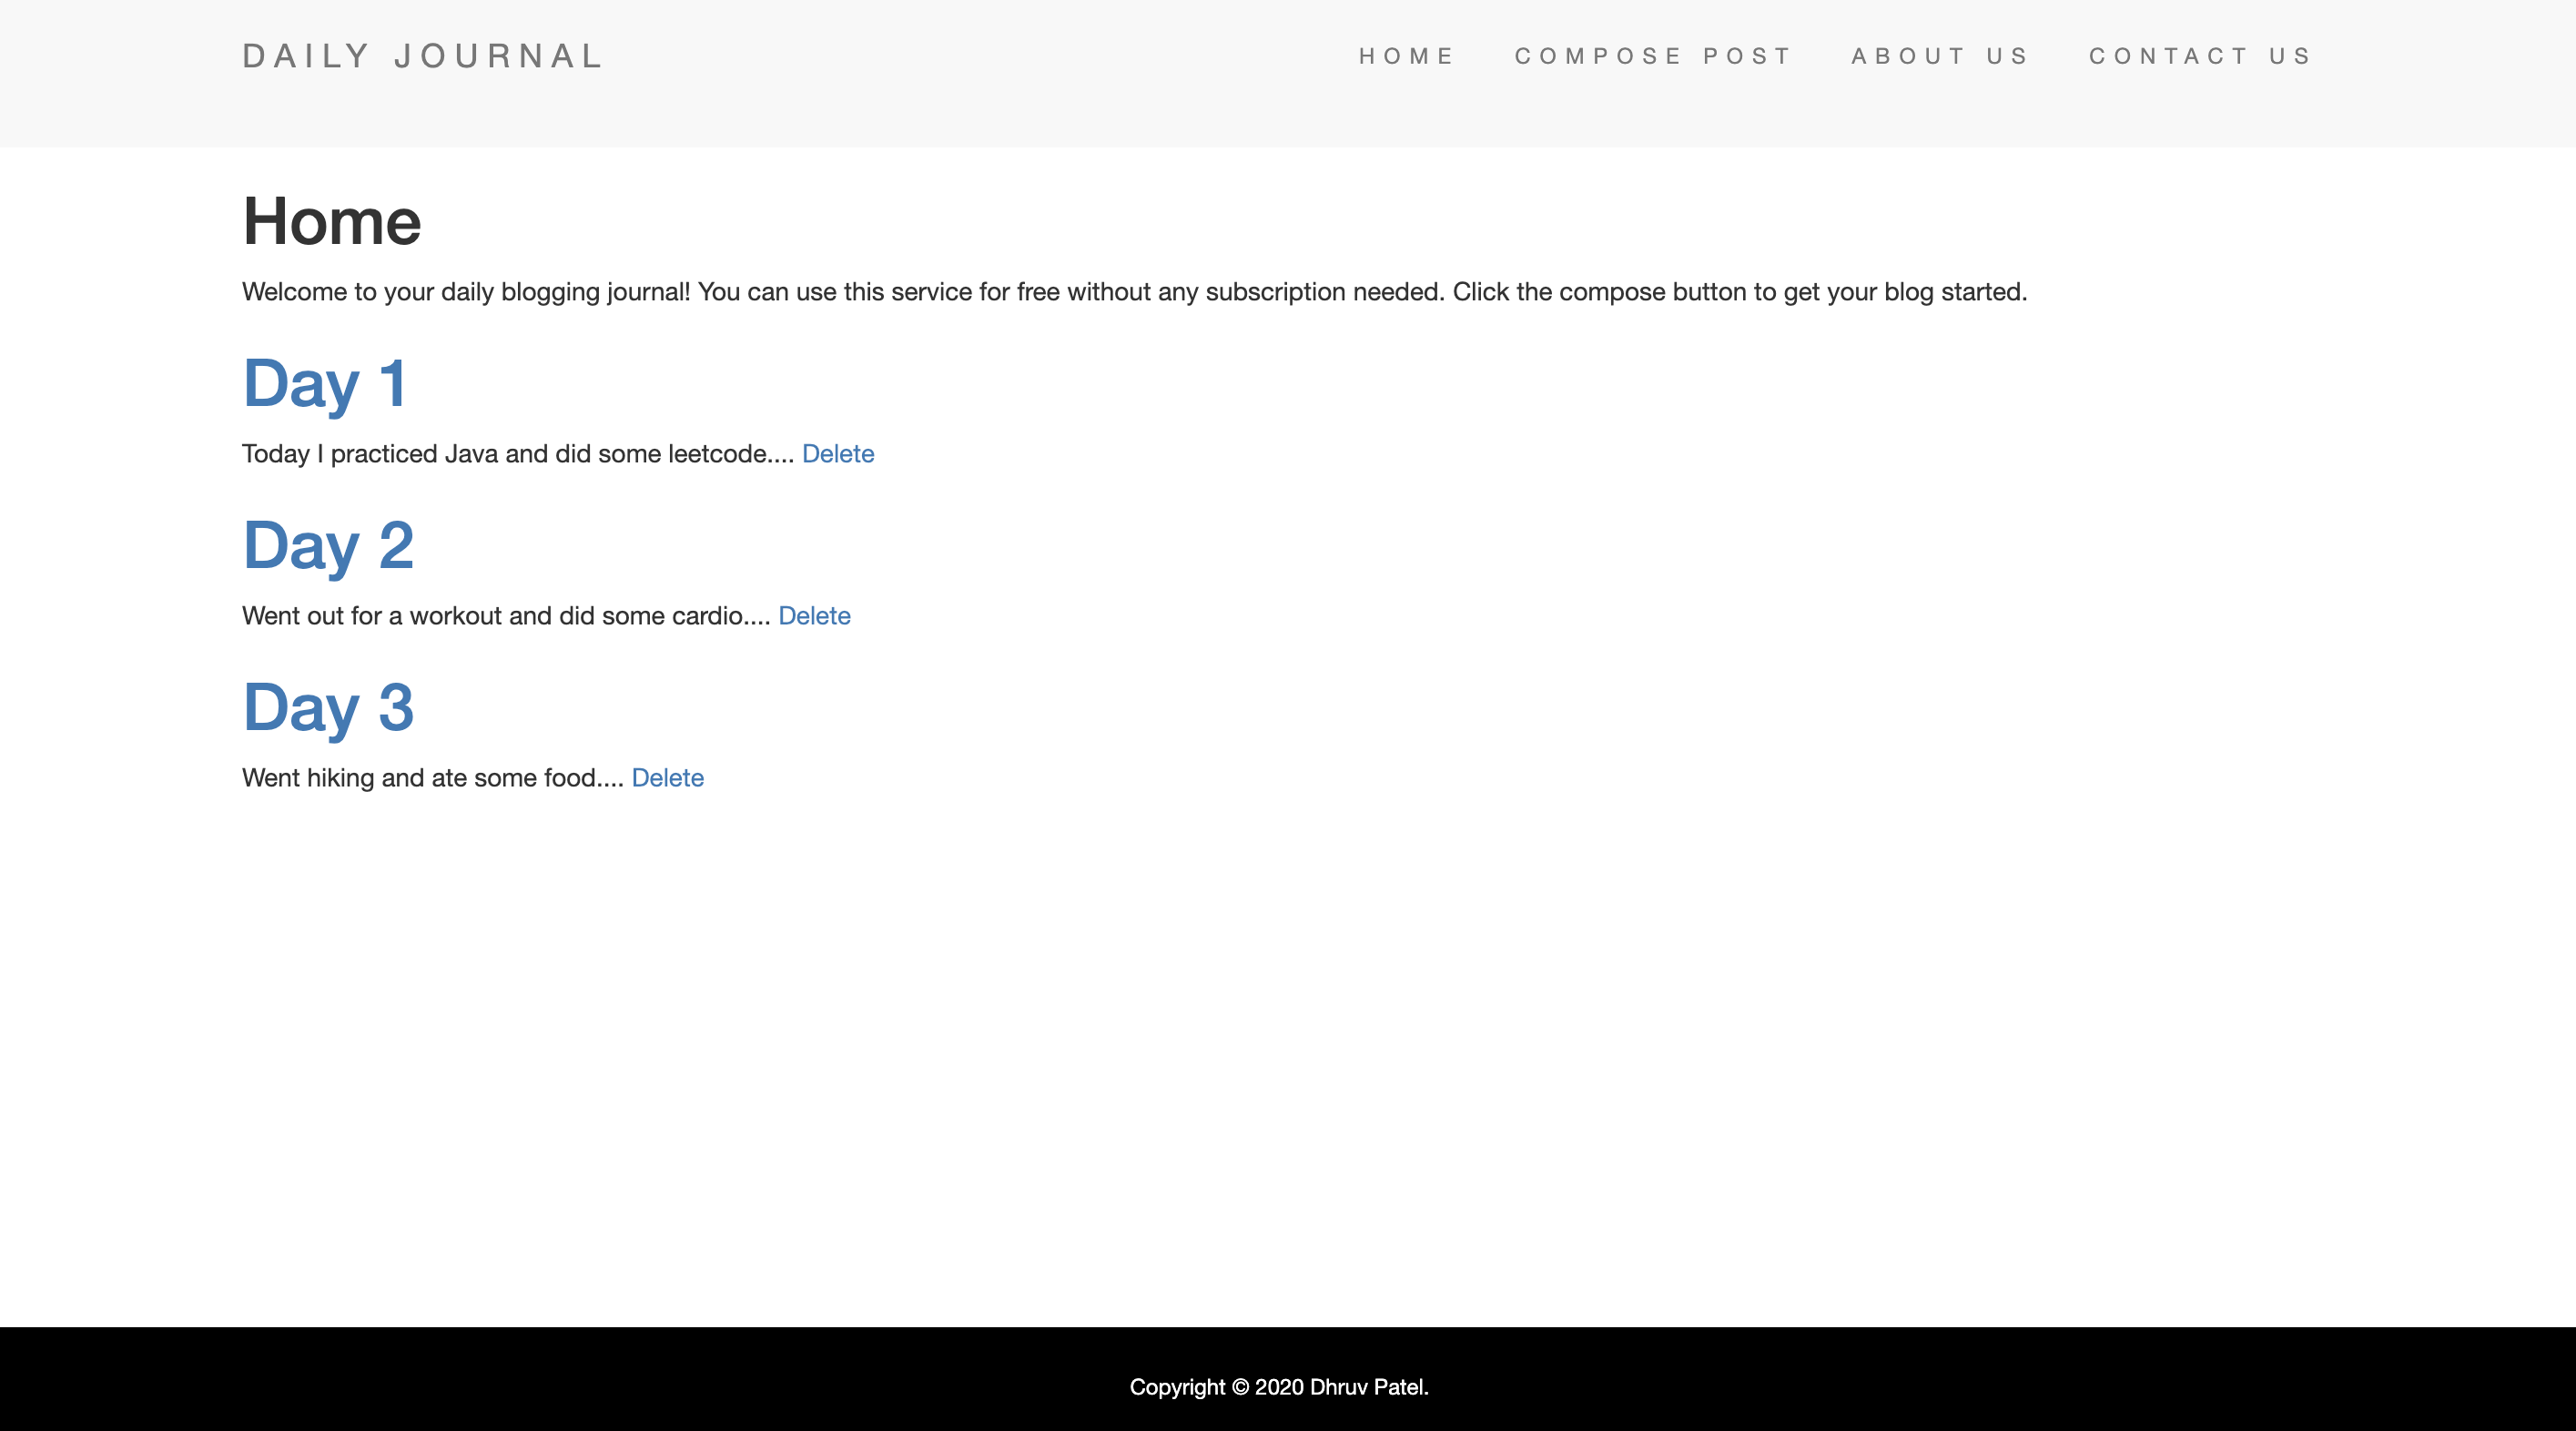 DAILY JOURNAL
HOME COMPOSE POST ABOUT US CONTACT US
Home
Welcome to your daily blogging journal! You can use this service for free without any subscription needed. Click the compose button to get your blog started.
Day 1
Today I practiced Java and did some leetcode.... Delete
Day 2
Went out for a workout and did some cardio.... Delete
Day 3
Went hiking and ate some food.... Delete
Copyright © 2020 Dhruv Patel.